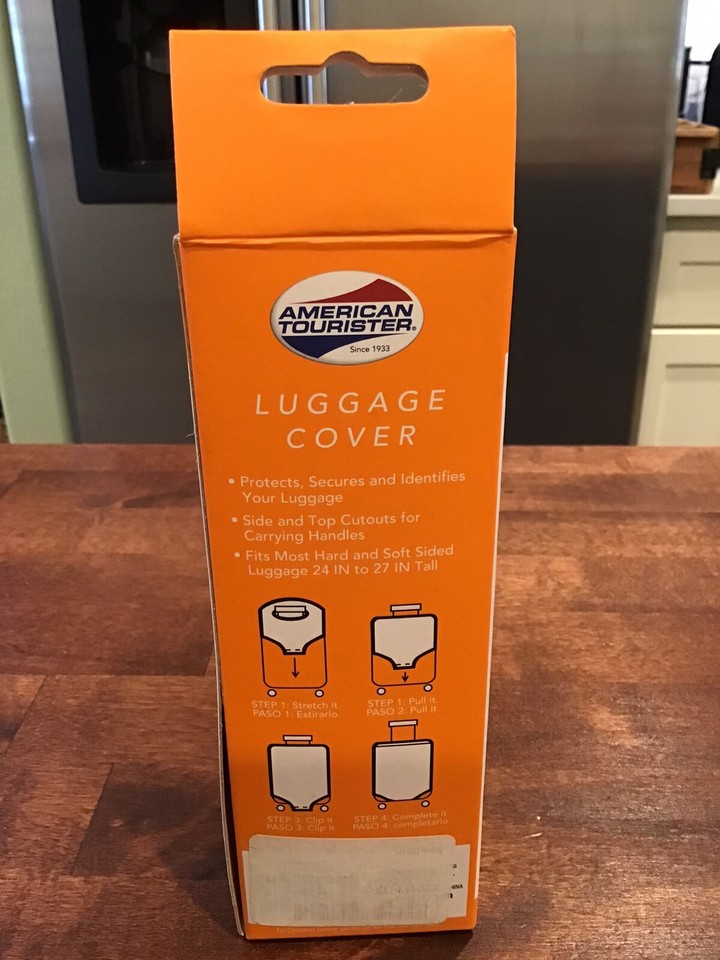 AMERICAN
TOURISTER®
Since 1933
LUGGAGE
COVER
• Protects, Secures and Identifies
Your Luggage
• Side and Top Cutouts for
Carrying Handles
• Fits Most Hard and Soft Sided
Luggage 24 IN to 27 IN Tall
STEP 1: Stretch it.
PASO 1: Estirarlo.
STEP 1: Pull it.
PASO 2: Pull it.
STEP 3: Clip it.
PASO 3: Clip it.
STEP 4: Complete it.
PASO 4: completarlo.